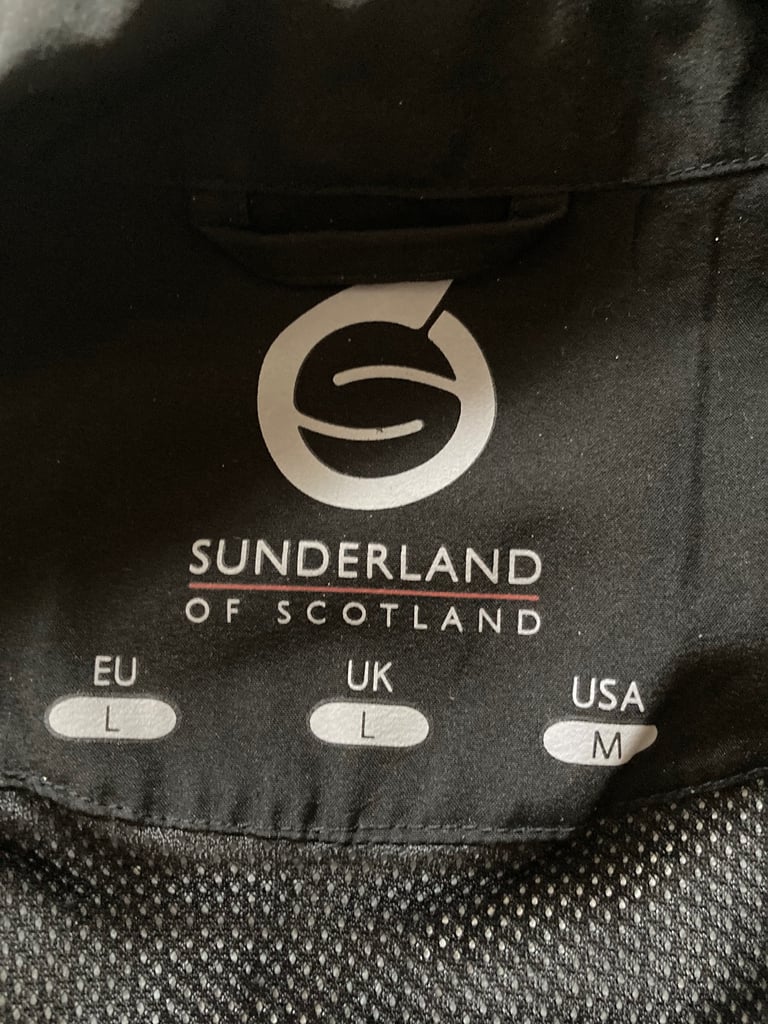 SUNDERLAND
OF SCOTLAND
EU UK USA
L L M